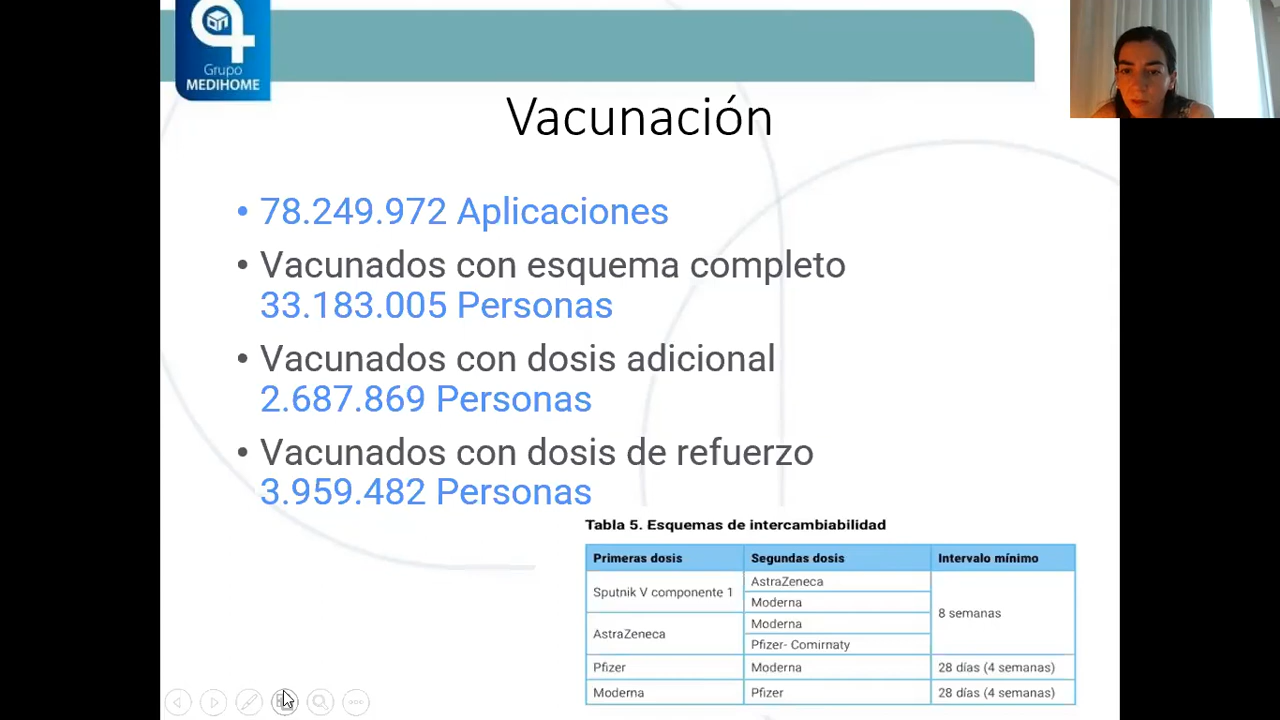 Grupo
MEDIHOME
Vacunación
• 78.249.972 Aplicaciones
• Vacunados con esquema completo
33.183.005 Personas
• Vacunados con dosis adicional
2.687.869 Personas
• Vacunados con dosis de refuerzo
3.959.482 Personas
Tabla 5. Esquemas de intercambiabilidad
Primeras dosis Segundas dosis Intervalo mínimo
Sputnik V componente 1 AstraZeneca 8 semanas
Moderna
AstraZeneca Moderna
Pfizer- Comirnaty
Pfizer Moderna 28 días (4 semanas)
Moderna Pfizer 28 días (4 semanas)